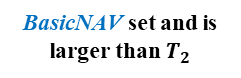 BasicNAV set and is
larger than T₂